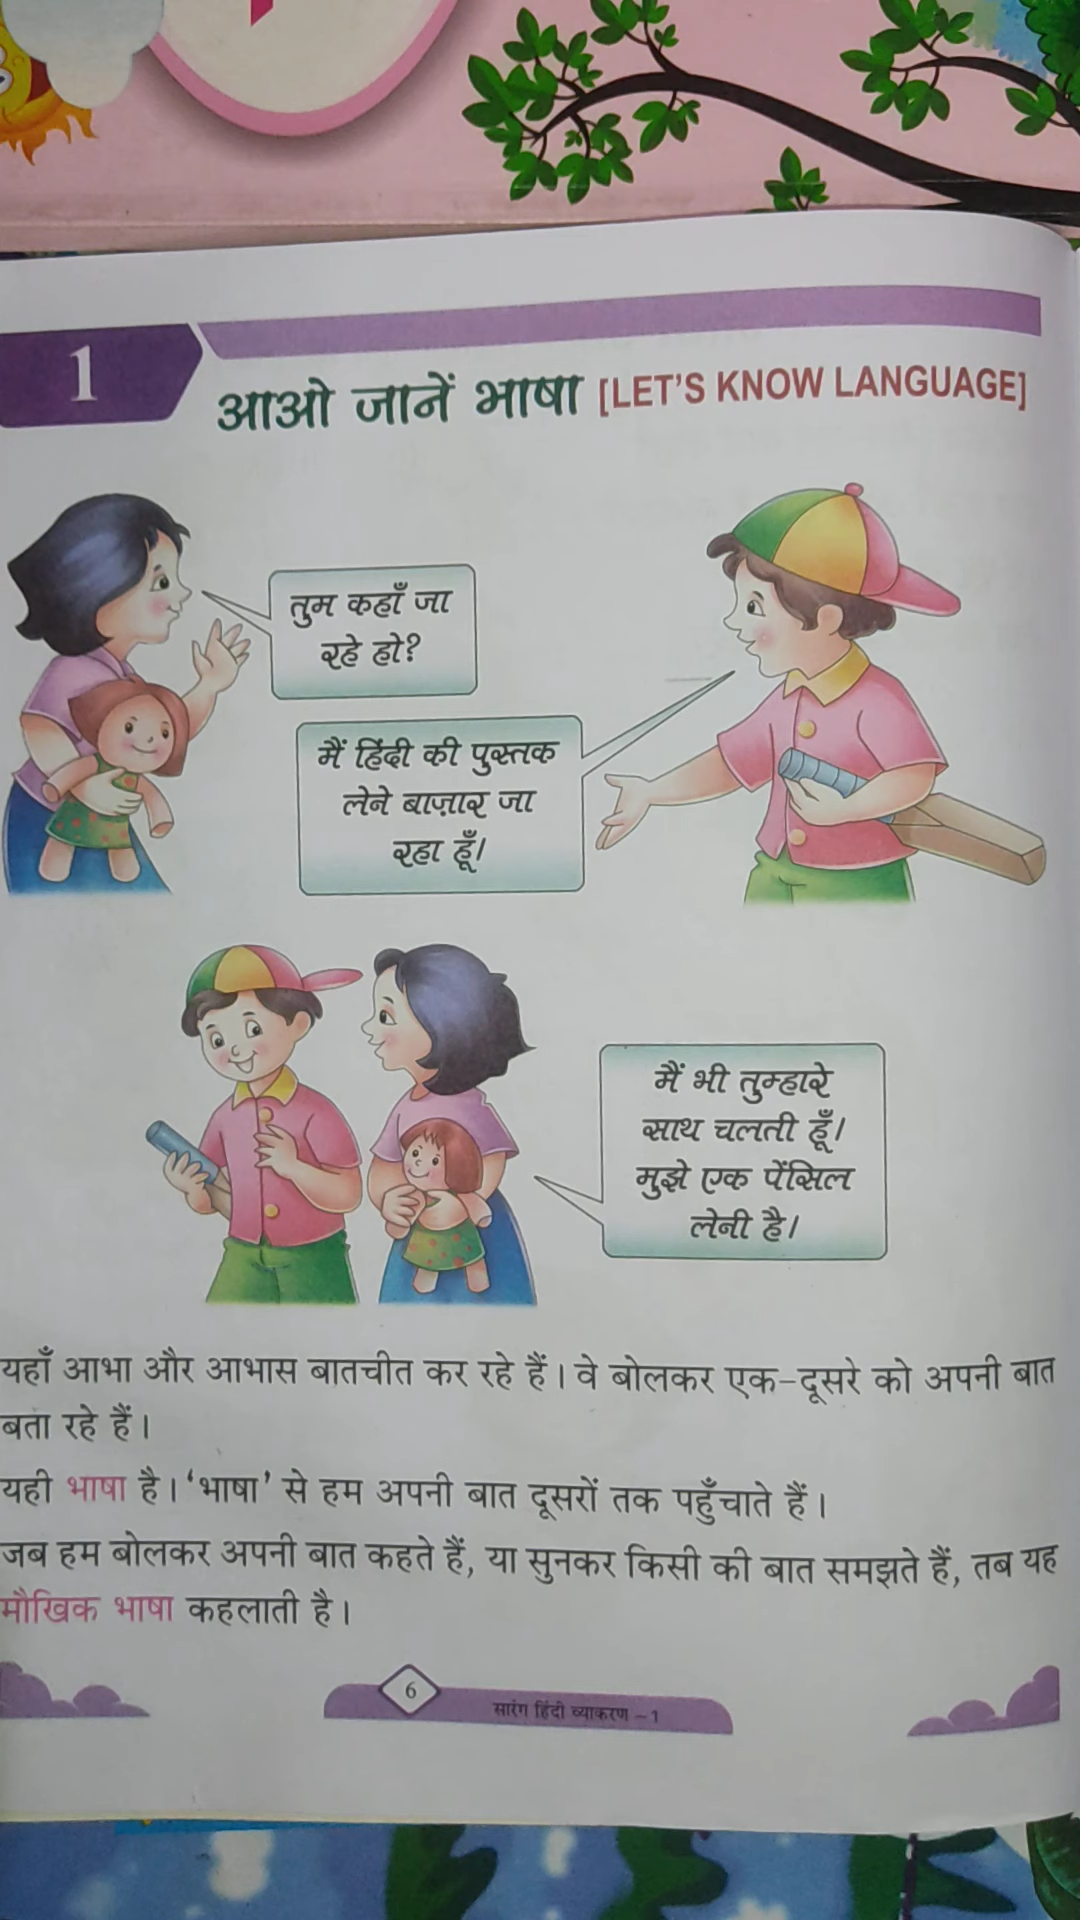 1
आओ जानें भाषा [LET'S KNOW LANGUAGE]
तुम कहाँ जा
रहे हो?
मैं हिंदी की पुस्तक
लेने बाज़ार जा
रहा हूँ।
मैं भी तुम्हारे
साथ चलती हूँ।
मुझे एक पेंसिल
लेनी है।
यहाँ आभा और आभास बातचीत कर रहे हैं। वे बोलकर एक-दूसरे को अपनी बात
बता रहे हैं।
यही भाषा है। 'भाषा' से हम अपनी बात दूसरों तक पहुँचाते हैं।
जब हम बोलकर अपनी बात कहते हैं, या सुनकर किसी की बात समझते हैं, तब यह
मौखिक भाषा कहलाती है।
6
सारंग हिंदी व्याकरण – 1